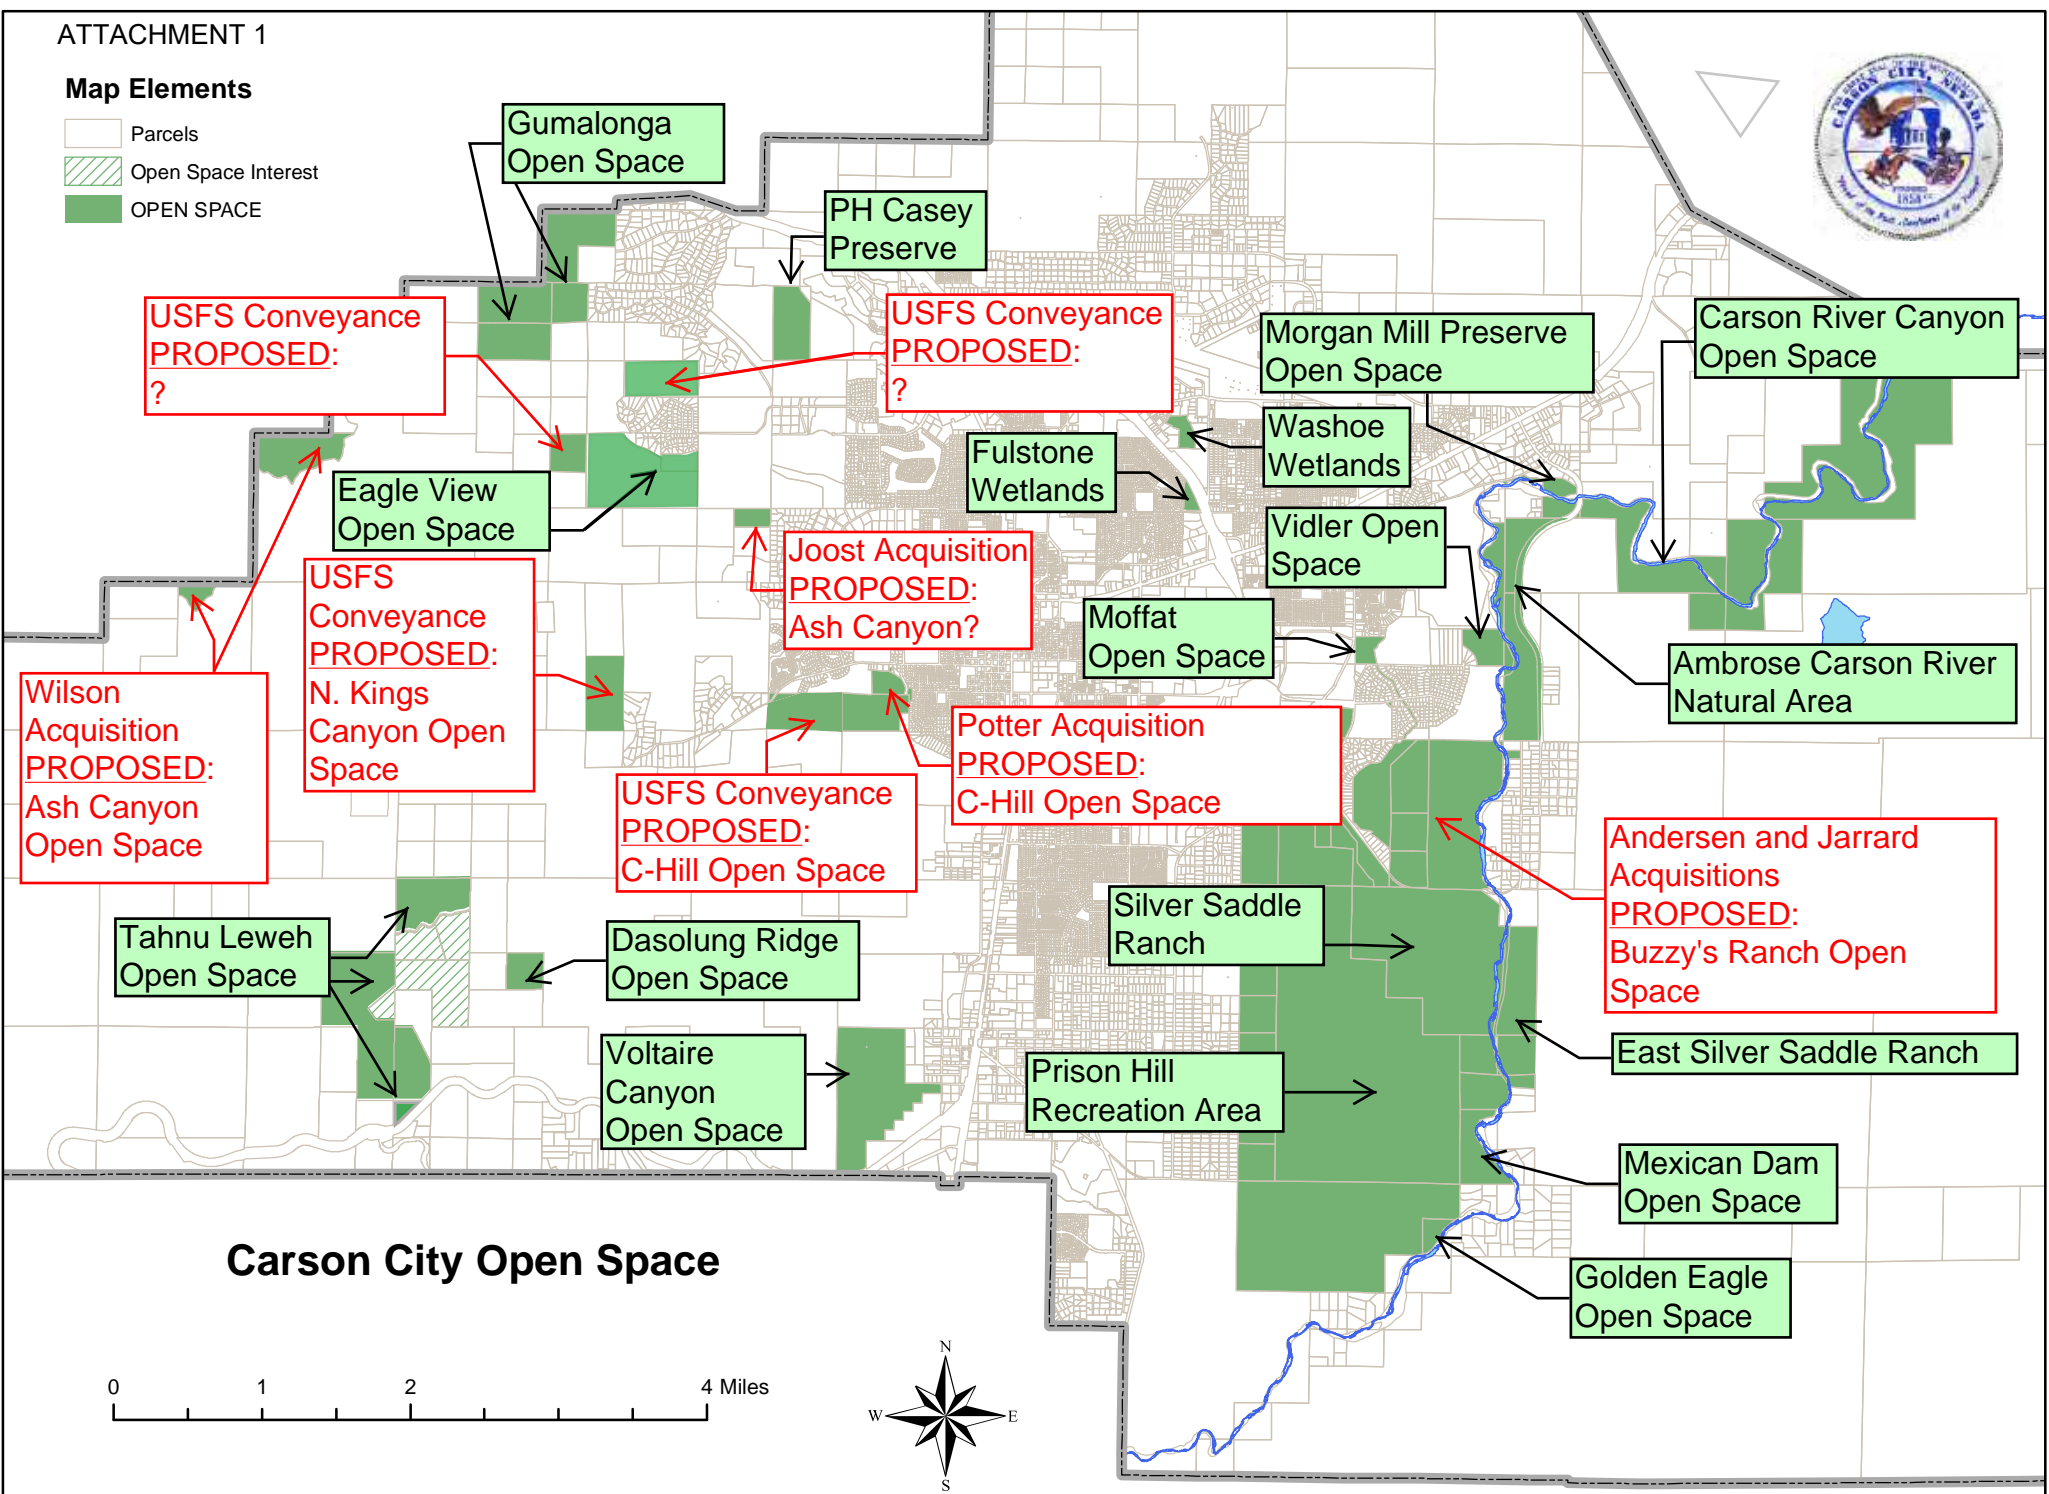 ATTACHMENT 1
Map Elements
Parcels
Open Space Interest
OPEN SPACE
Gumalonga
Open Space
PH Casey
Preserve
CARSON CITY, NEVADA
1858
USFS Conveyance
PROPOSED:
?
USFS Conveyance
PROPOSED:
?
Morgan Mill Preserve
Open Space
Carson River Canyon
Open Space
Washoe
Wetlands
Fulstone
Wetlands
Eagle View
Open Space
Vidler Open
Space
Joost Acquisition
PROPOSED:
Ash Canyon?
USFS
Conveyance
PROPOSED:
N. Kings
Canyon Open
Space
Moffat
Open Space
Ambrose Carson River
Natural Area
Wilson
Acquisition
PROPOSED:
Ash Canyon
Open Space
Potter Acquisition
PROPOSED:
C-Hill Open Space
USFS Conveyance
PROPOSED:
C-Hill Open Space
Andersen and Jarrard
Acquisitions
PROPOSED:
Buzzy's Ranch Open
Space
Silver Saddle
Ranch
Tahnu Leweh
Open Space
Dasolung Ridge
Open Space
Voltaire
Canyon
Open Space
East Silver Saddle Ranch
Prison Hill
Recreation Area
Mexican Dam
Open Space
Golden Eagle
Open Space
Carson City Open Space
0 1 2 4 Miles
N
W E
S